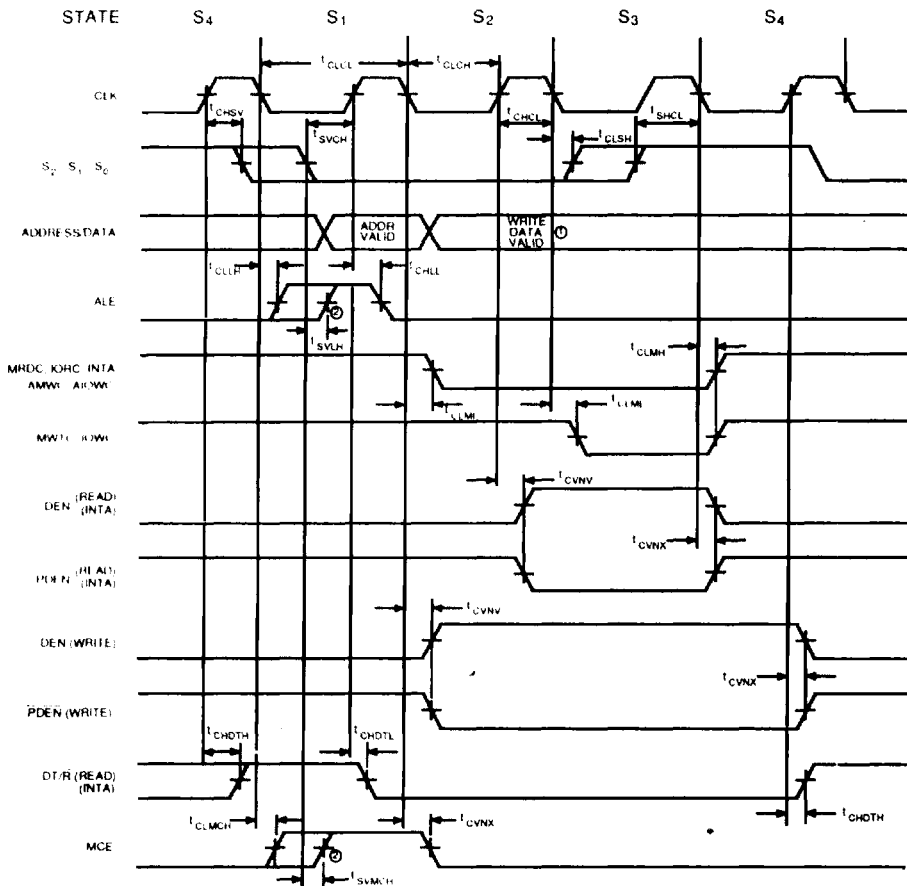 STATE S4 S1 S2 S3 S4
tCLCL tCLCH
CLK
tCHSV tSVCH tCHCL tCLSH tSHCL
S2 S1 S0
ADDRESS/DATA ADDR VALID WRITE DATA VALID ①
tCLLH tCHLL
ALE
②
tSVLH
tCLMH
MRDC IORC INTA
AMWC AIOWC
tCLML tCLML
MWTC IOWC
tCVNV
DEN (READ)
(INTA)
tCVNX
PDEN (READ)
(INTA)
tCVNV
DEN (WRITE)
tCVNX
PDEN (WRITE)
tCHDTH tCHDTL
DT/R (READ)
(INTA)
tCHDTH
tCLMCH tCVNX
MCE
②
tSVMCH